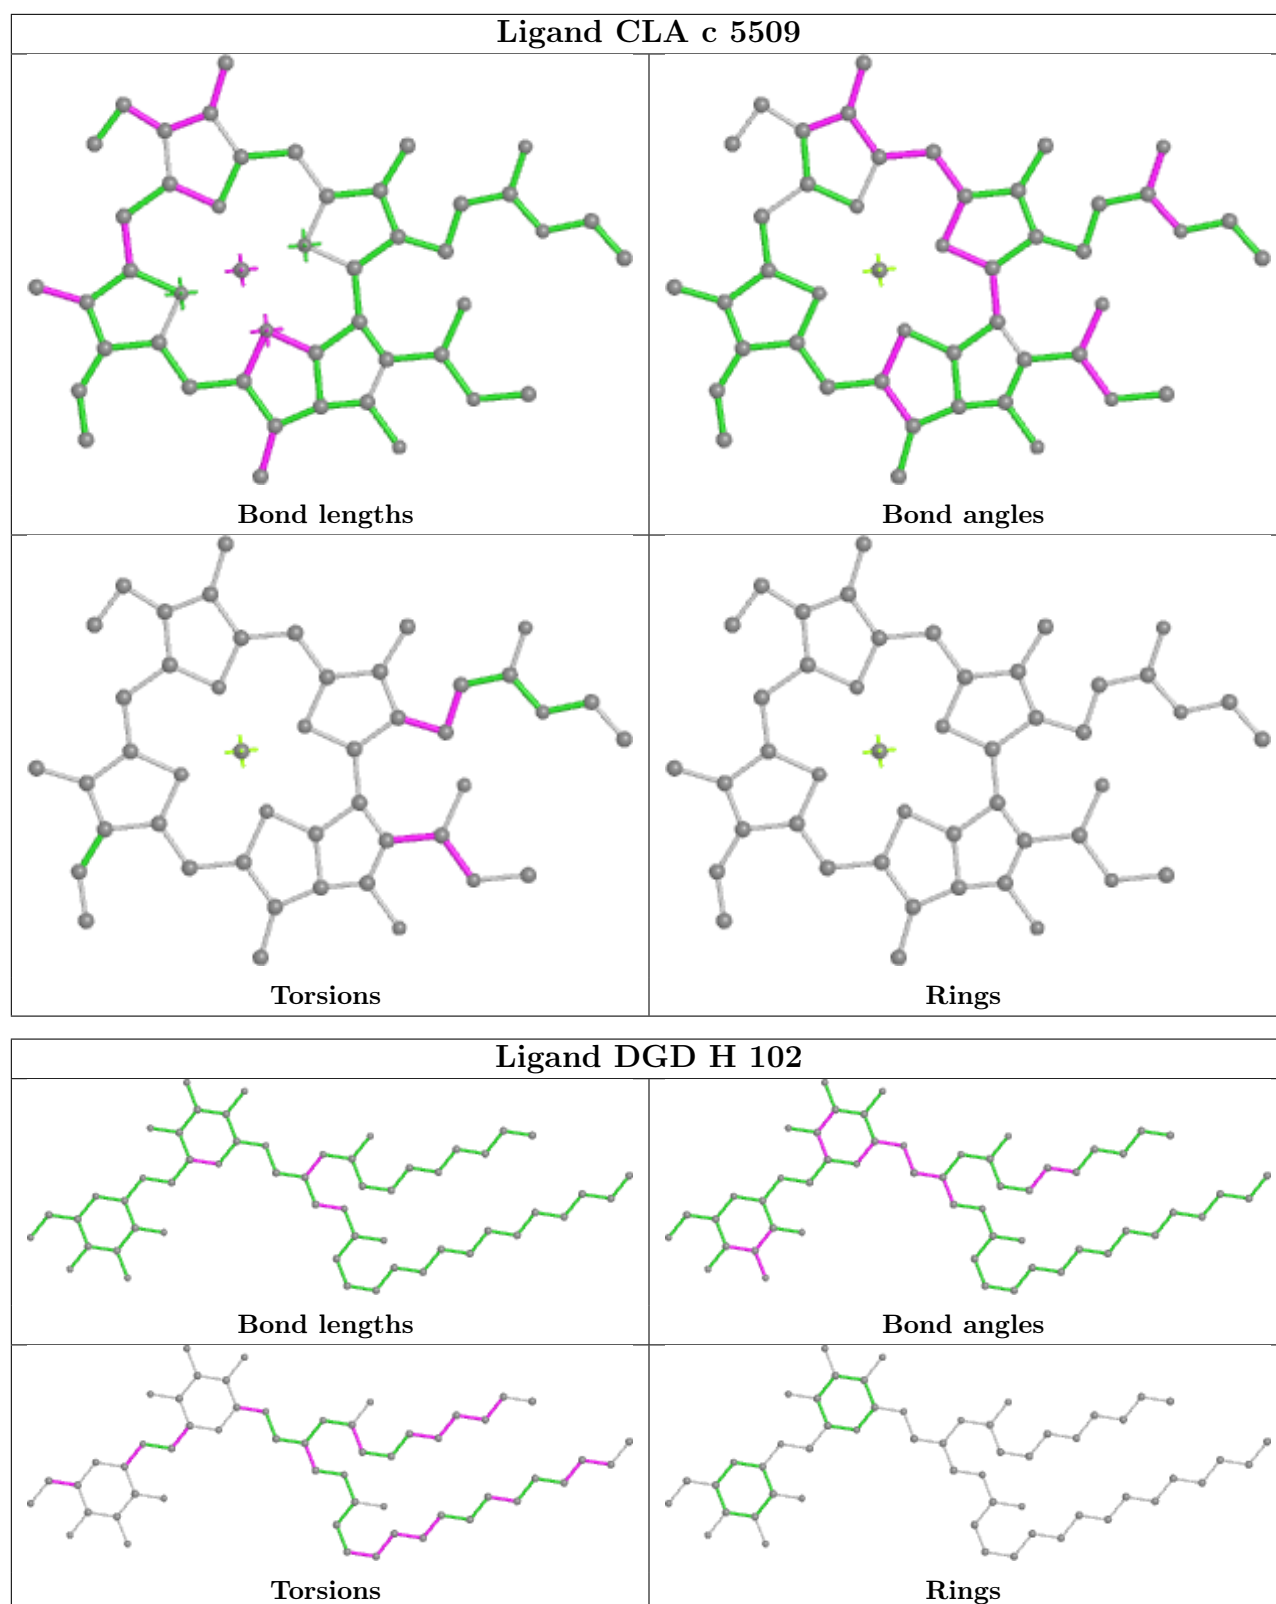 Ligand CLA c 5509
Bond lengths
Bond angles
Torsions
Rings
Ligand DGD H 102
Bond lengths
Bond angles
Torsions
Rings